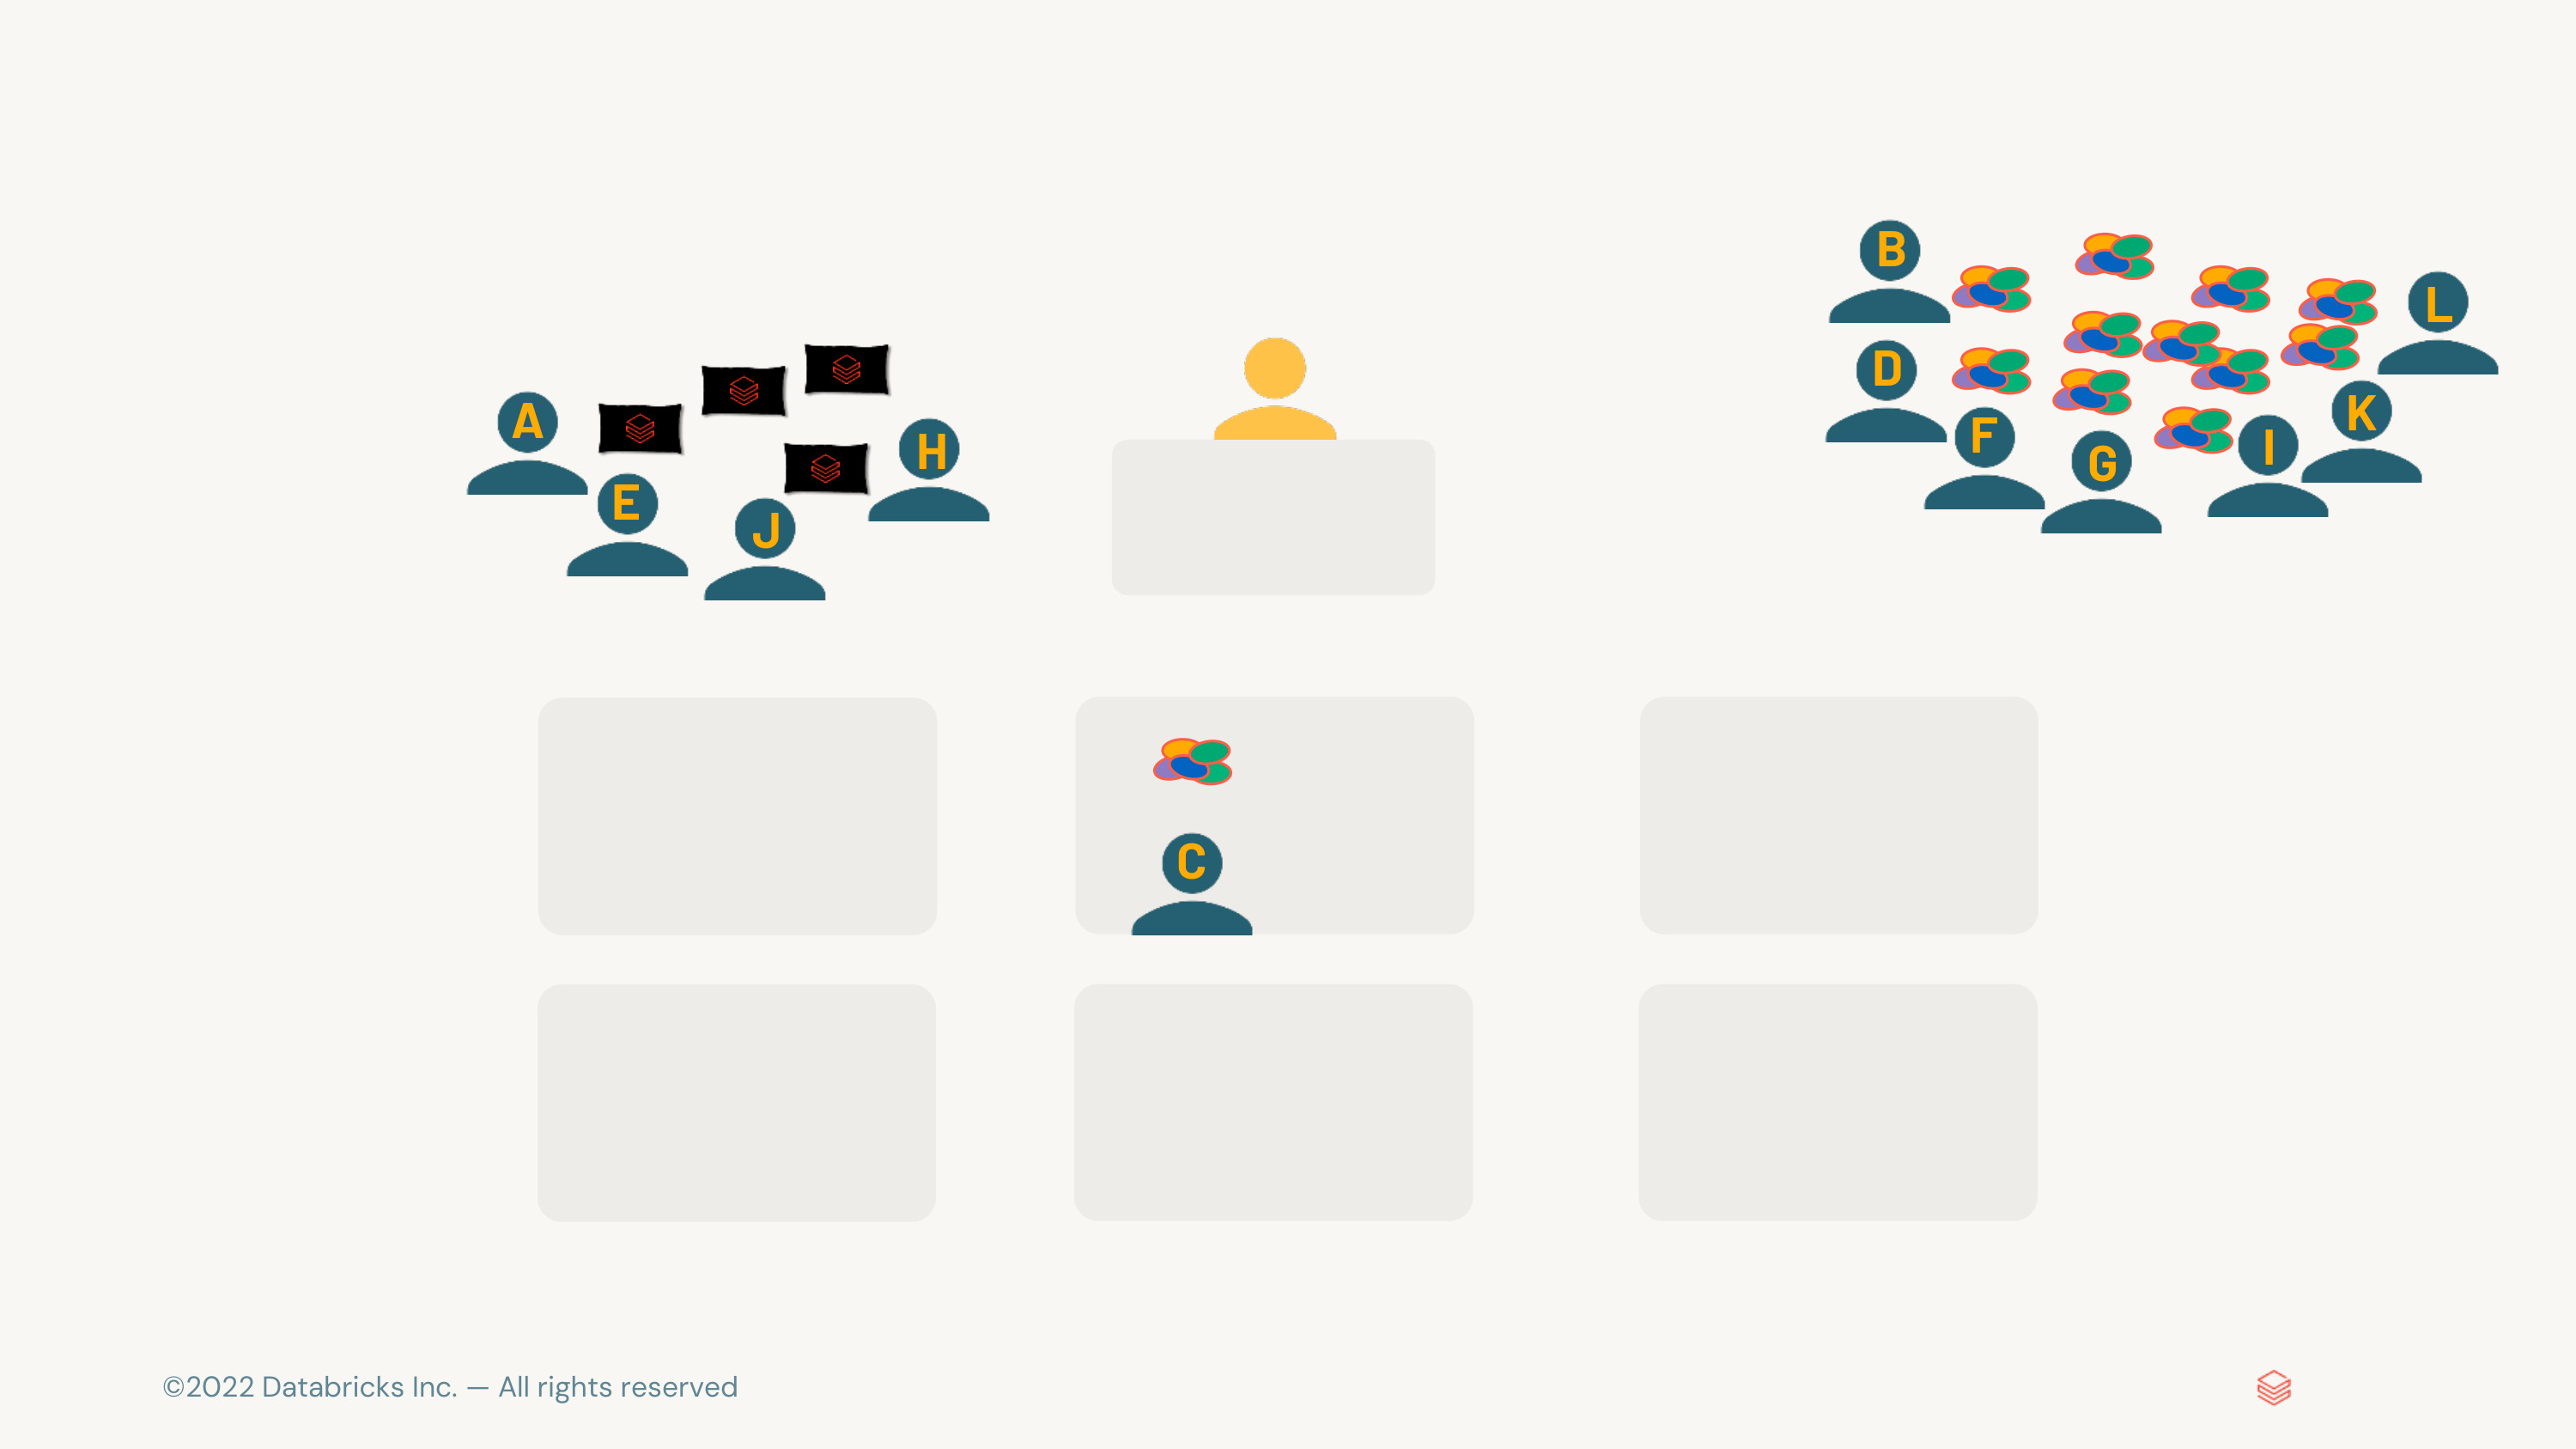 B
L
D
A
K
F
H
I
G
E
J
C
©2022 Databricks Inc. — All rights reserved